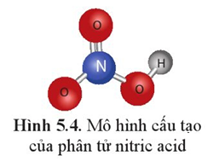 O
N
H
O
O
Hình 5.4. Mô hình cấu tạo
của phân tử nitric acid